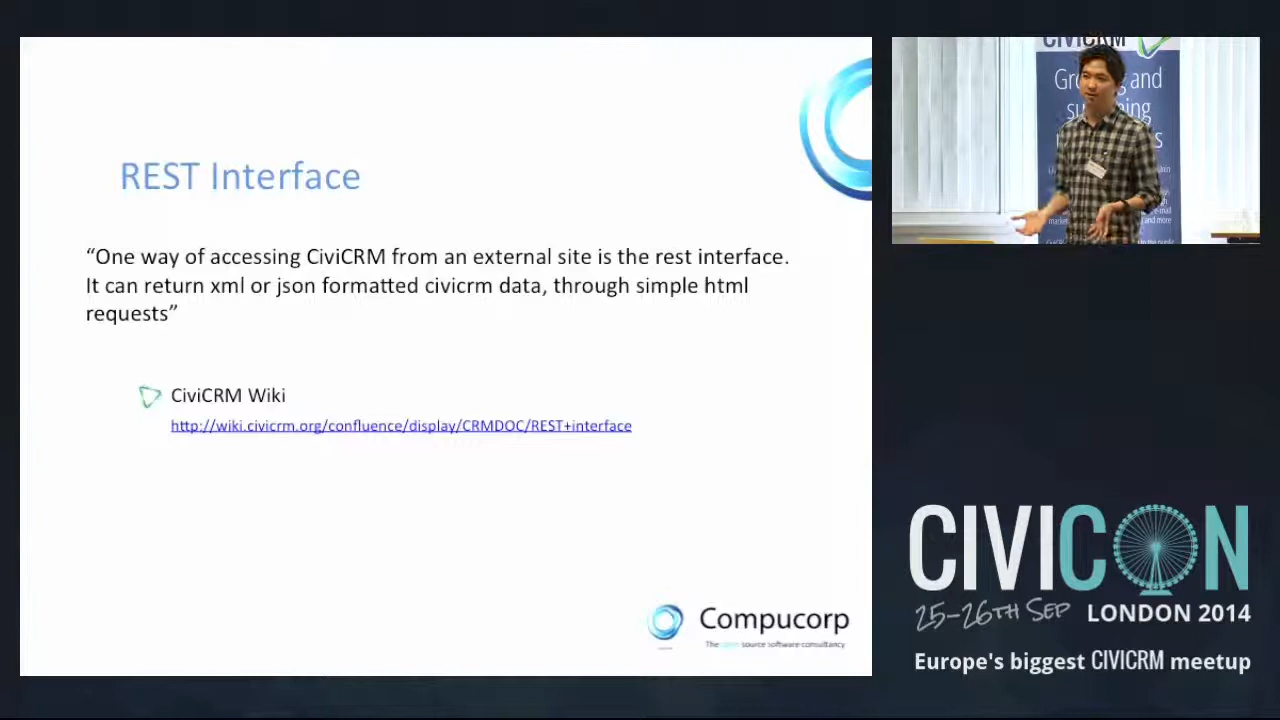 REST Interface
“One way of accessing CiviCRM from an external site is the rest interface.
It can return xml or json formatted civicrm data, through simple html
requests”
CiviCRM Wiki
http://wiki.civicrm.org/confluence/display/CRMDOC/REST+interface
Compucorp
The open source software consultancy
CIVICRM
CIVICON
25-26TH SEP LONDON 2014
Europe's biggest CIVICRM meetup